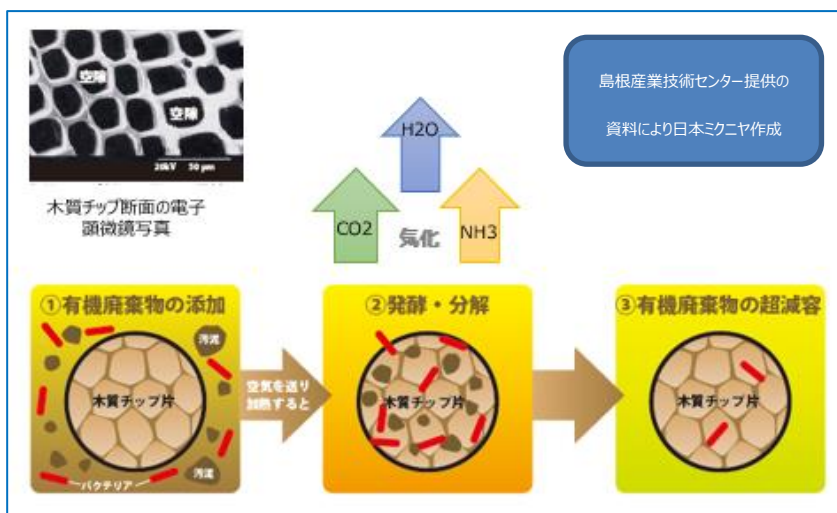 空隙
空隙
20kV 50μm
木質チップ断面の電子
顕微鏡写真
H2O
CO2
気化
NH3
島根産業技術センター提供の
資料により日本ミクニヤ作成
①有機廃棄物の添加
汚泥
木質チップ片
汚泥
バクテリア
空気を送り
加熱すると
②発酵・分解
木質チップ片
③有機廃棄物の超減容
木質チップ片